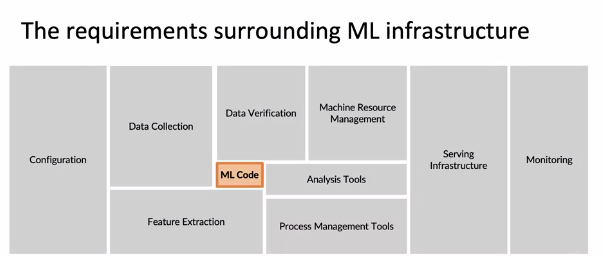 The requirements surrounding ML infrastructure
Configuration
Data Collection
Data Verification
Machine Resource
Management
ML Code
Analysis Tools
Feature Extraction
Process Management Tools
Serving
Infrastructure
Monitoring